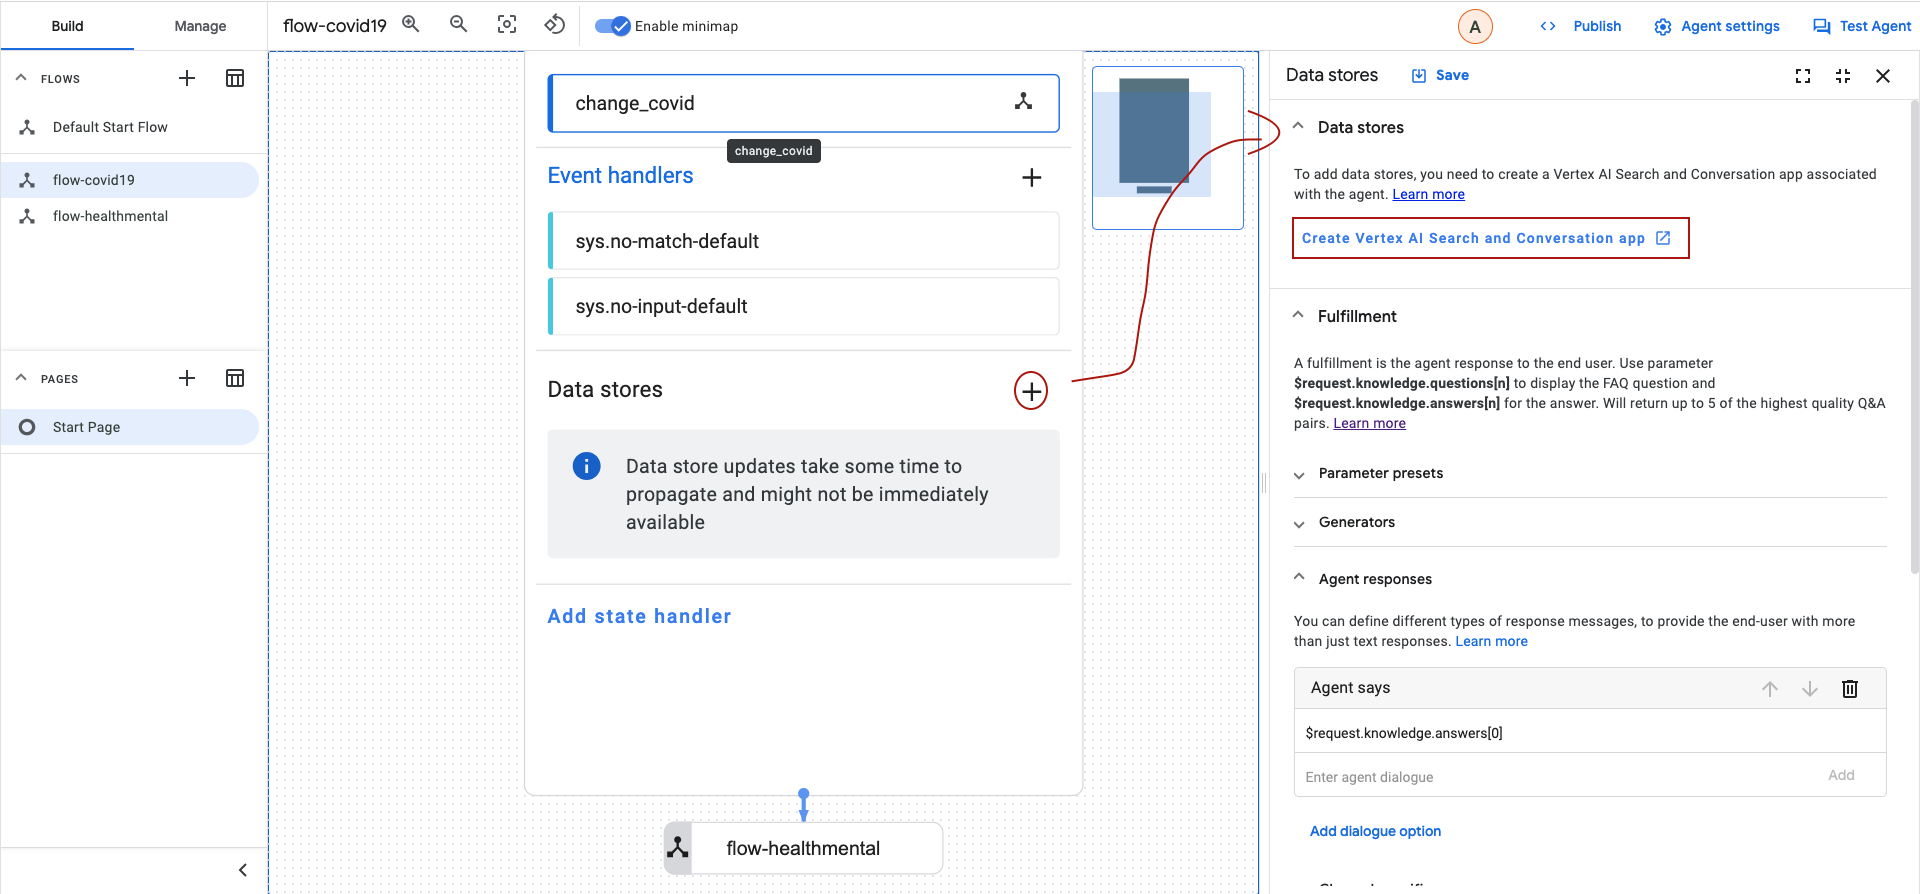 Build
Manage
flow-covid19
Enable minimap
A
Publish
Agent settings
Test Agent
FLOWS
Default Start Flow
flow-covid19
flow-healthmental
PAGES
Start Page
change_covid
change_covid
Event handlers
sys.no-match-default
sys.no-input-default
Data stores
Data store updates take some time to
propagate and might not be immediately
available
Add state handler
flow-healthmental
Data stores
Save
Data stores
To add data stores, you need to create a Vertex AI Search and Conversation app associated
with the agent. Learn more
Create Vertex AI Search and Conversation app
Fulfillment
A fulfillment is the agent response to the end user. Use parameter
$request.knowledge.questions[n] to display the FAQ question and
$request.knowledge.answers[n] for the answer. Will return up to 5 of the highest quality Q&A
pairs. Learn more
Parameter presets
Generators
Agent responses
You can define different types of response messages, to provide the end-user with more
than just text responses. Learn more
Agent says
$request.knowledge.answers[0]
Enter agent dialogue
Add
Add dialogue option